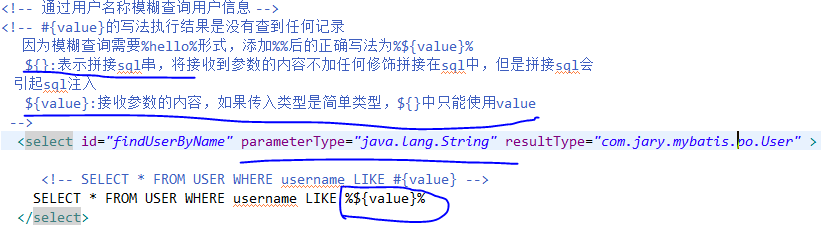 <!-- 通过用户名称模糊查询用户信息 -->
<!-- #{value}的写法执行结果是没有查到任何记录
因为模糊查询需要%hello%形式，添加%%后的正确写法为%${value}%
${}:表示拼接sql串，将接收到参数的内容不加任何修饰拼接在sql中，但是拼接sql会
引起sql注入
${value}:接收参数的内容，如果传入类型是简单类型，${}中只能使用value
-->
<select id="findUserByName" parameterType="java.lang.String" resultType="com.jary.mybatis.po.User" >
<!-- SELECT * FROM USER WHERE username LIKE #{value} -->
SELECT * FROM USER WHERE username LIKE %${value}%
</select>